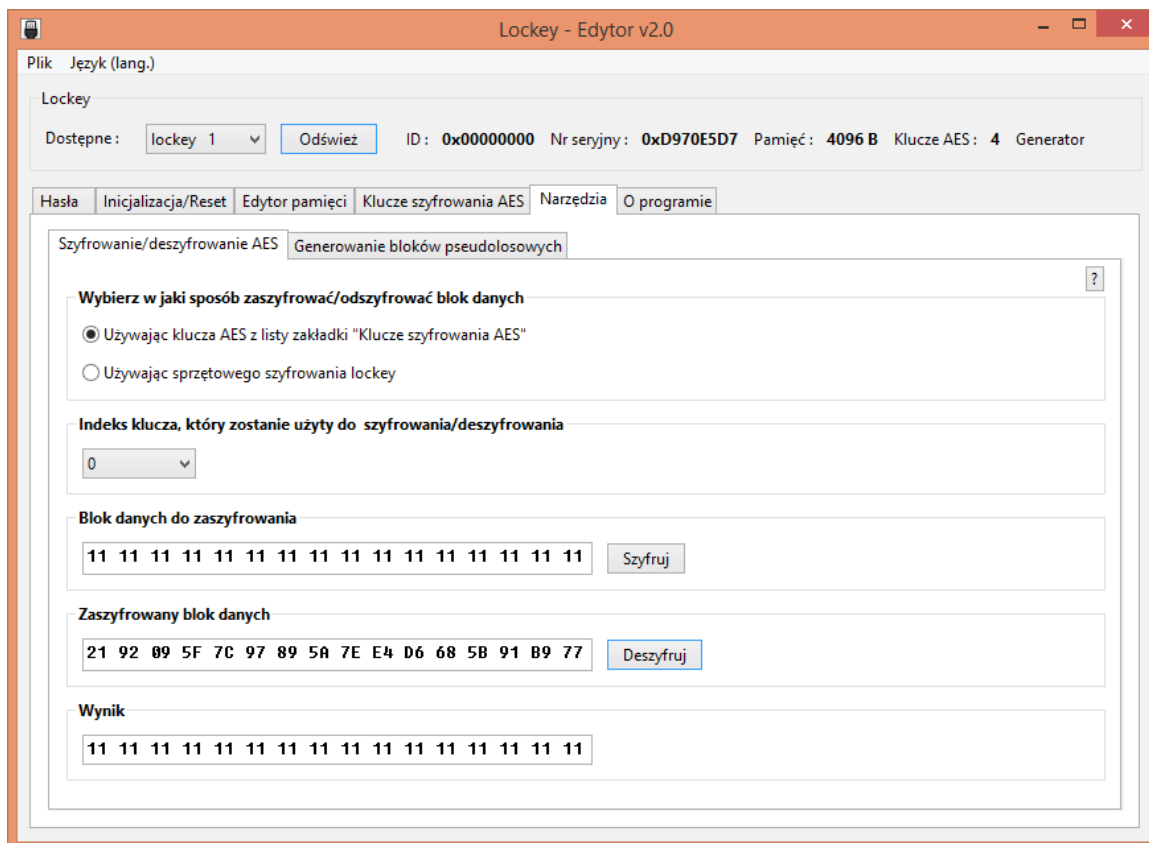 Lockey - Edytor v2.0
Plik Język (lang.)
Lockey
Dostępne : lockey 1 Odśwież ID : 0x00000000 Nr seryjny : 0xD970E5D7 Pamięć : 4096 B Klucze AES : 4 Generator
Hasła Inicjalizacja/Reset Edytor pamięci Klucze szyfrowania AES Narzędzia O programie
Szyfrowanie/deszyfrowanie AES Generowanie bloków pseudolosowych
?
Wybierz w jaki sposób zaszyfrować/odszyfrować blok danych
Używając klucza AES z listy zakładki "Klucze szyfrowania AES"
Używając sprzętowego szyfrowania lockey
Indeks klucza, który zostanie użyty do szyfrowania/deszyfrowania
0
Blok danych do zaszyfrowania
11 11 11 11 11 11 11 11 11 11 11 11 11 11 11 11 Szyfruj
Zaszyfrowany blok danych
21 92 09 5F 7C 97 89 5A 7E E4 D6 68 5B 91 B9 77 Deszyfruj
Wynik
11 11 11 11 11 11 11 11 11 11 11 11 11 11 11 11